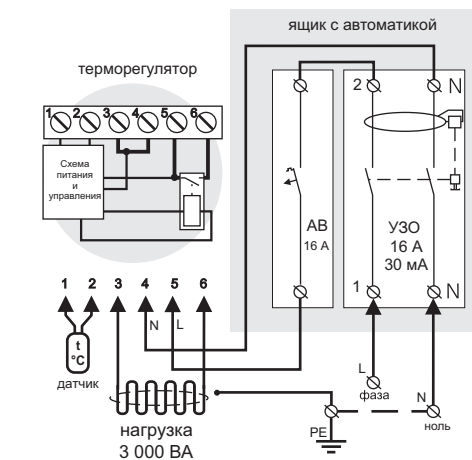 ящик с автоматикой
терморегулятор
1 2 3 4 5 6
2 N
Схема
питания
и
управления
АВ
16 А
УЗО
16 А
30 мА
1 N
1 2 3 4 5 6
N L
t
°C
датчик
L
фаза
N
ноль
PE
нагрузка
3 000 ВА